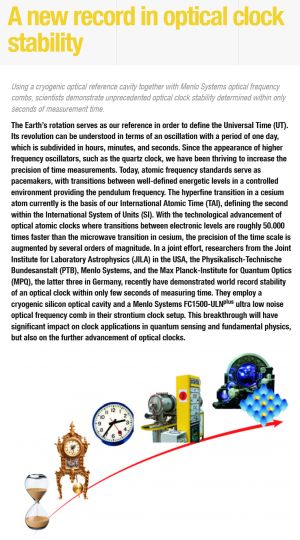 A new record in optical clock
stability
Using a cryogenic optical reference cavity together with Menlo Systems optical frequency
combs, scientists demonstrate unprecedented optical clock stability determined within only
seconds of measurement time.
The Earth's rotation serves as our reference in order to define the Universal Time (UT).
Its revolution can be understood in terms of an oscillation with a period of one day,
which is subdivided in hours, minutes, and seconds. Since the appearance of higher
frequency oscillators, such as the quartz clock, we have been thriving to increase the
precision of time measurements. Today, atomic frequency standards serve as
pacemakers, with transitions between well-defined energetic levels in a controlled
environment providing the pendulum frequency. The hyperfine transition in a cesium
atom currently is the basis of our International Atomic Time (TAI), defining the second
within the International System of Units (SI). With the technological advancement of
optical atomic clocks where transitions between electronic levels are roughly 50.000
times faster than the microwave transition in cesium, the precision of the time scale is
augmented by several orders of magnitude. In a joint effort, researchers from the Joint
Institute for Laboratory Astrophysics (JILA) in the USA, the Physikalisch-Technische
Bundesanstalt (PTB), Menlo Systems, and the Max Planck-Institute for Quantum Optics
(MPQ), the latter three in Germany, recently have demonstrated world record stability
of an optical clock within only few seconds of measuring time. They employ a
cryogenic silicon optical cavity and a Menlo Systems FC1500-ULNplus ultra low noise
optical frequency comb in their strontium clock setup. This breakthrough will have
significant impact on clock applications in quantum sensing and fundamental physics,
but also on the further advancement of optical clocks.